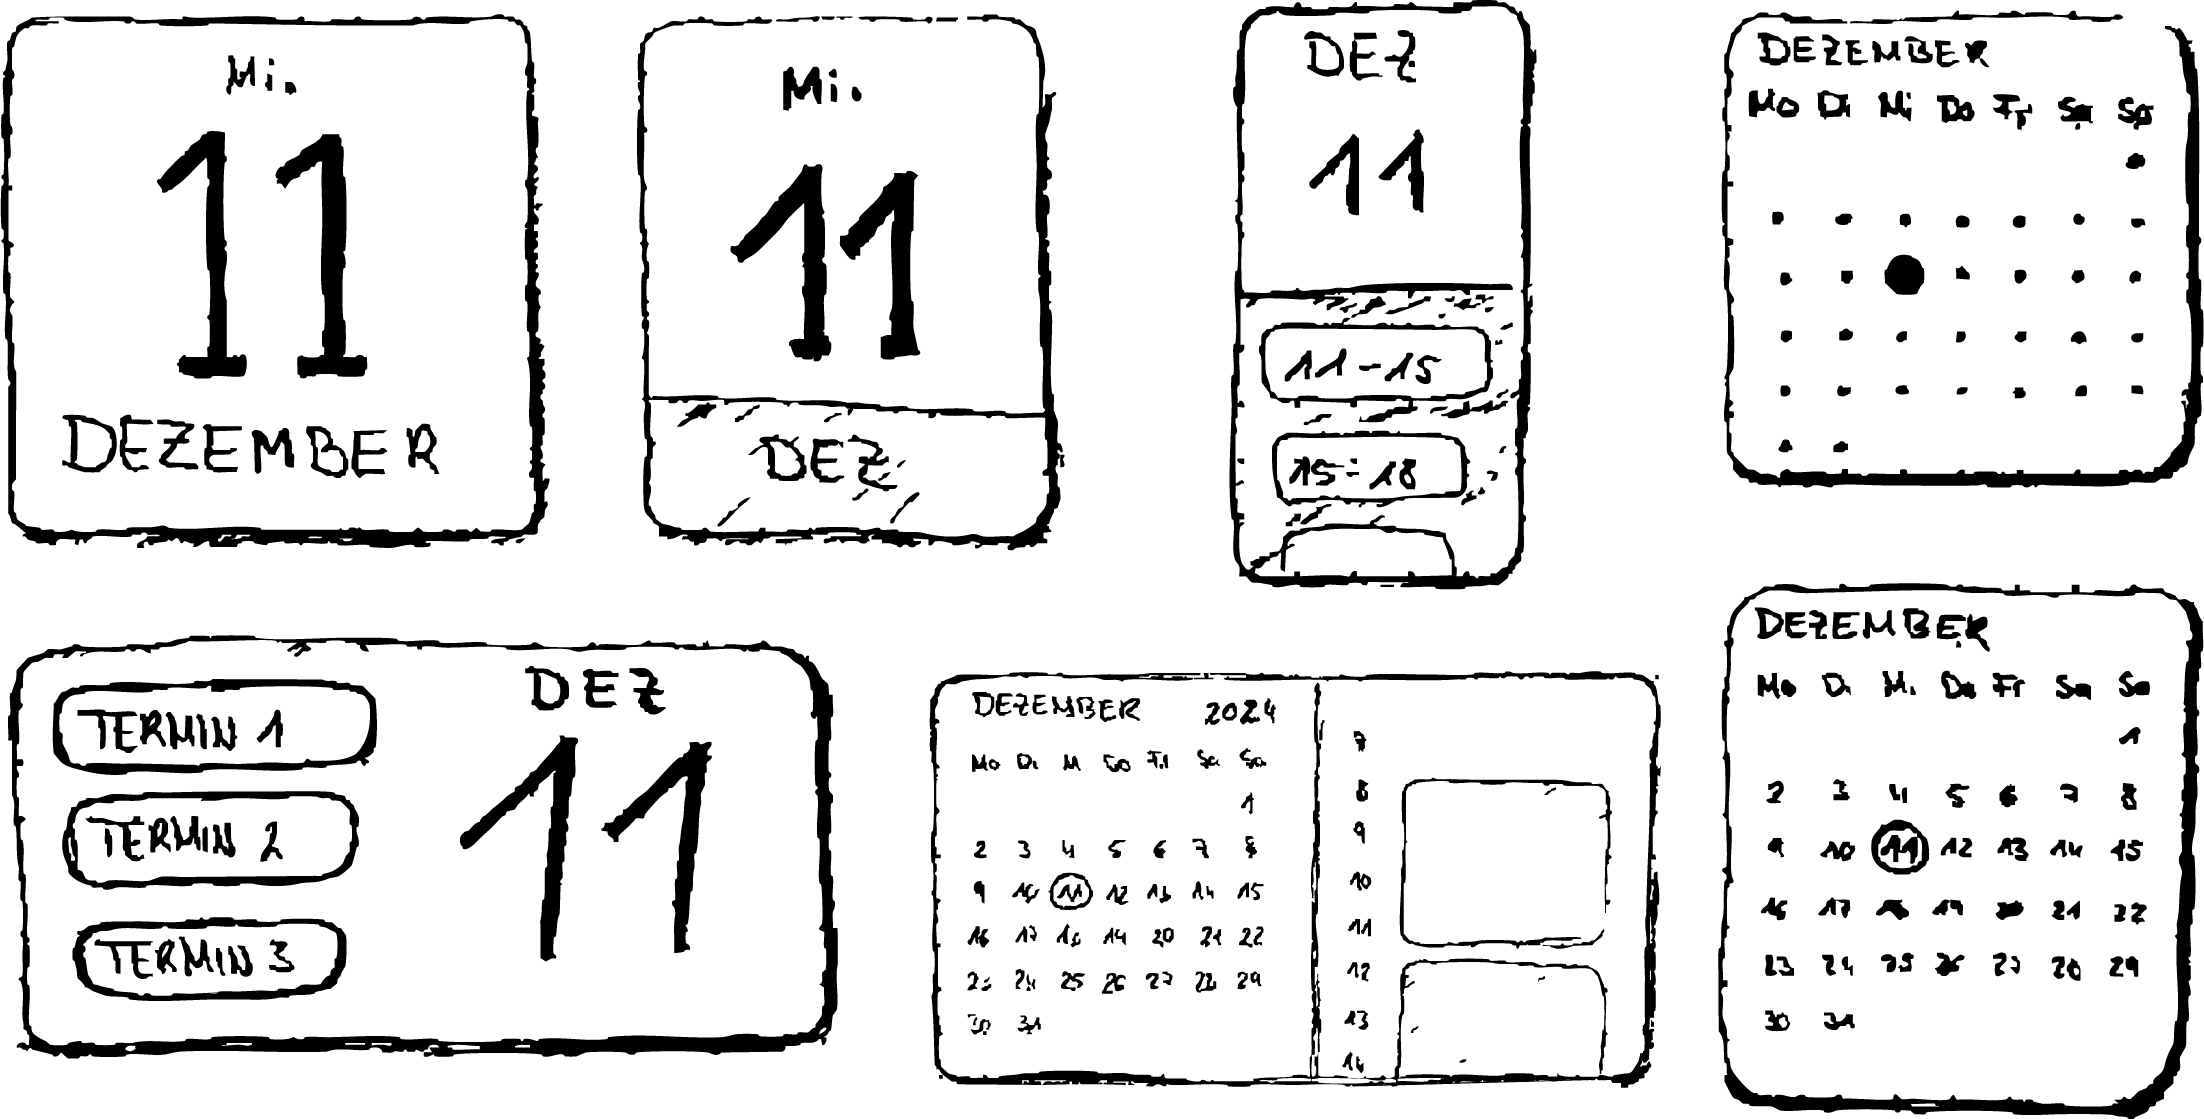 Mi.
11
DEZEMBER
Mi.
11
DEZ
DEZ
11
11-15
15-18
DEZEMBER
Mo Di Mi Do Fr Sa So
TERMIN 1
TERMIN 2
TERMIN 3
DEZ
11
DEZEMBER 2024
Mo Di M Do Fr Sa So
1
2 3 4 5 6 7 8
9 10 11 12 13 14 15
16 17 18 14 20 21 22
23 24 25 26 27 28 29
30 31
7
8
9
10
11
12
13
14
DEZEMBER
Mo Di Mi Do Fr Sa So
1
2 3 4 5 6 7 8
9 10 11 12 13 14 15
16 17 18 19 20 21 22
23 24 25 26 27 28 29
30 31